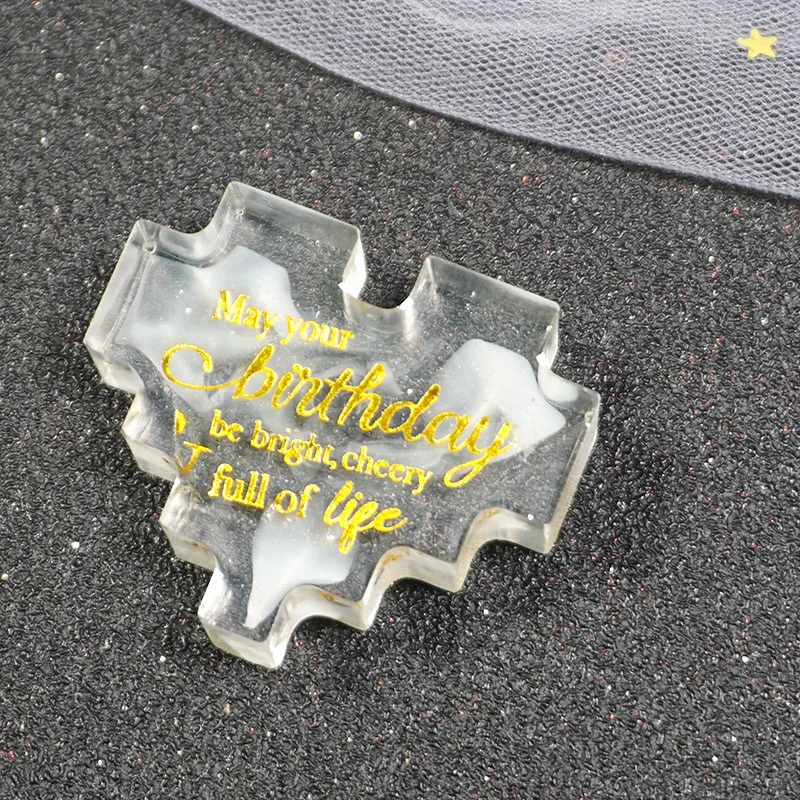 May your
birthday
be bright, cheery
full of life